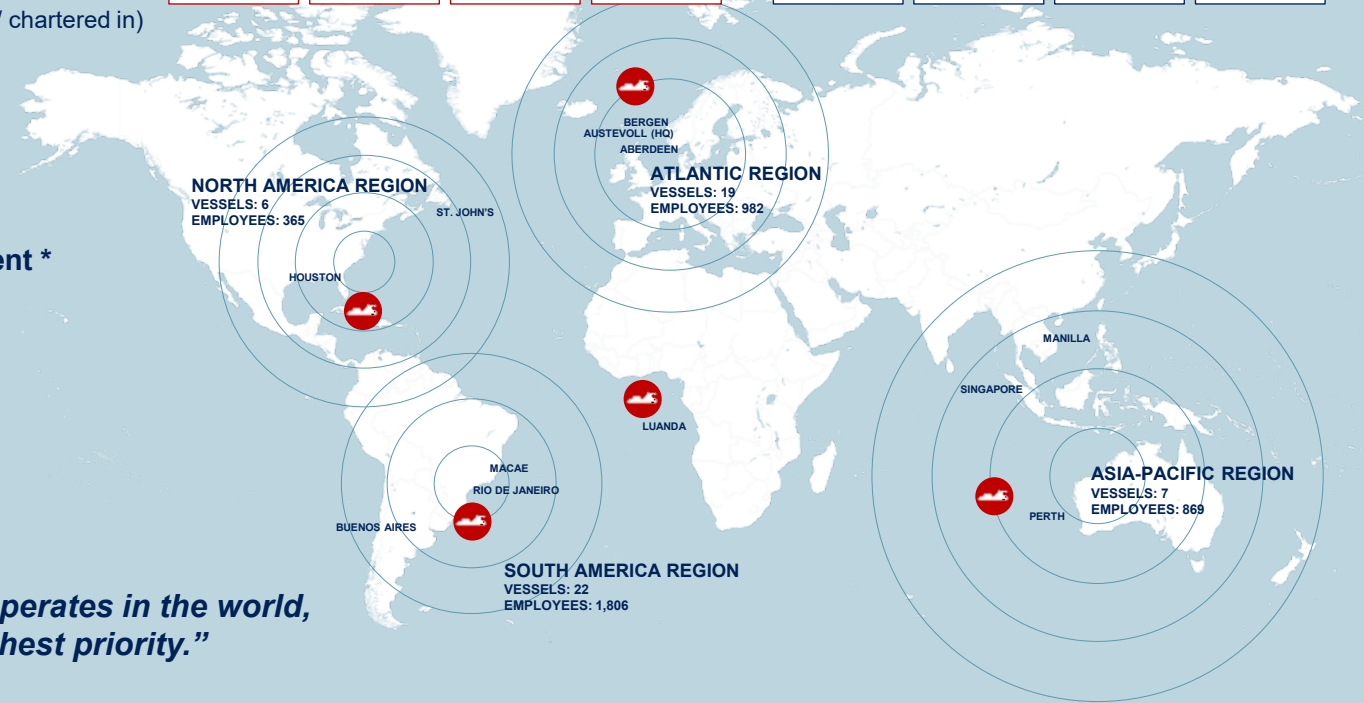 / chartered in)
BERGEN
AUSTEVOLL (HQ)
ABERDEEN
ATLANTIC REGION
VESSELS: 19
EMPLOYEES: 982
NORTH AMERICA REGION
VESSELS: 6
EMPLOYEES: 365
ST. JOHN'S
ent *
HOUSTON
MANILLA
SINGAPORE
LUANDA
MACAE
RIO DE JANEIRO
BUENOS AIRES
ASIA-PACIFIC REGION
VESSELS: 7
EMPLOYEES: 869
PERTH
SOUTH AMERICA REGION
VESSELS: 22
EMPLOYEES: 1,806
perates in the world,
hest priority.”